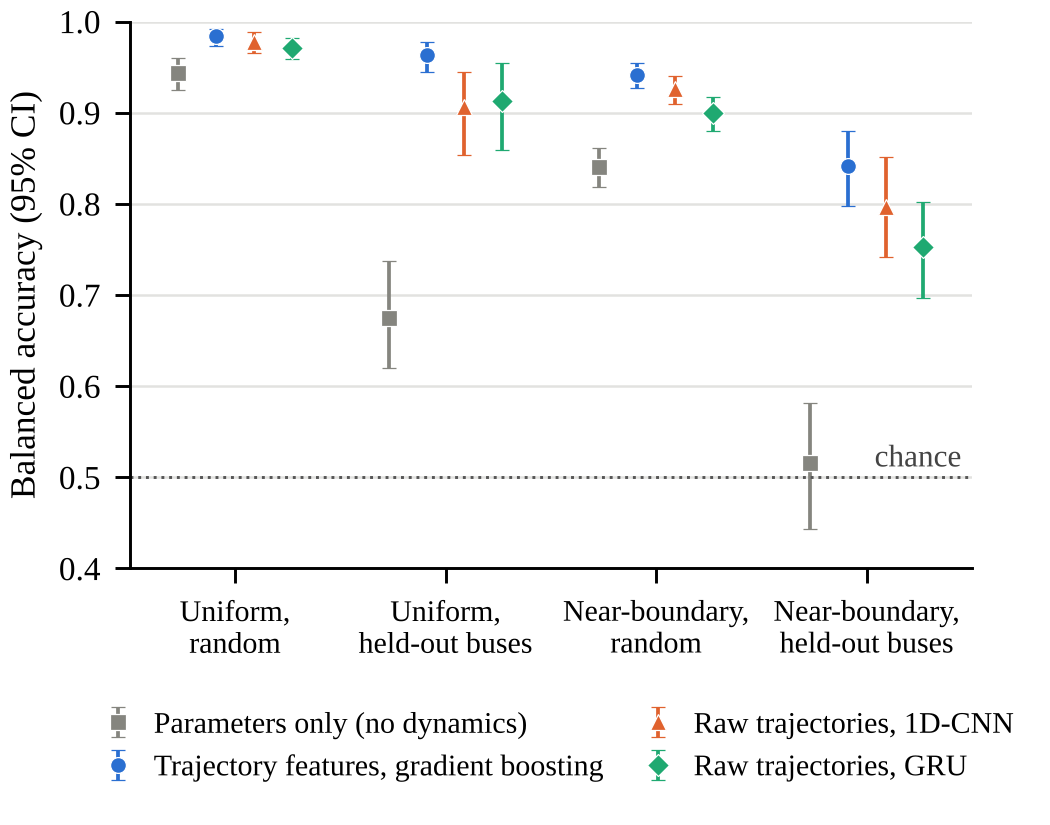 Balanced accuracy (95% CI)
1.0
0.9
0.8
0.7
0.6
0.5
0.4
chance
Uniform,
random
Uniform,
held-out buses
Near-boundary,
random
Near-boundary,
held-out buses
Parameters only (no dynamics)
Trajectory features, gradient boosting
Raw trajectories, 1D-CNN
Raw trajectories, GRU